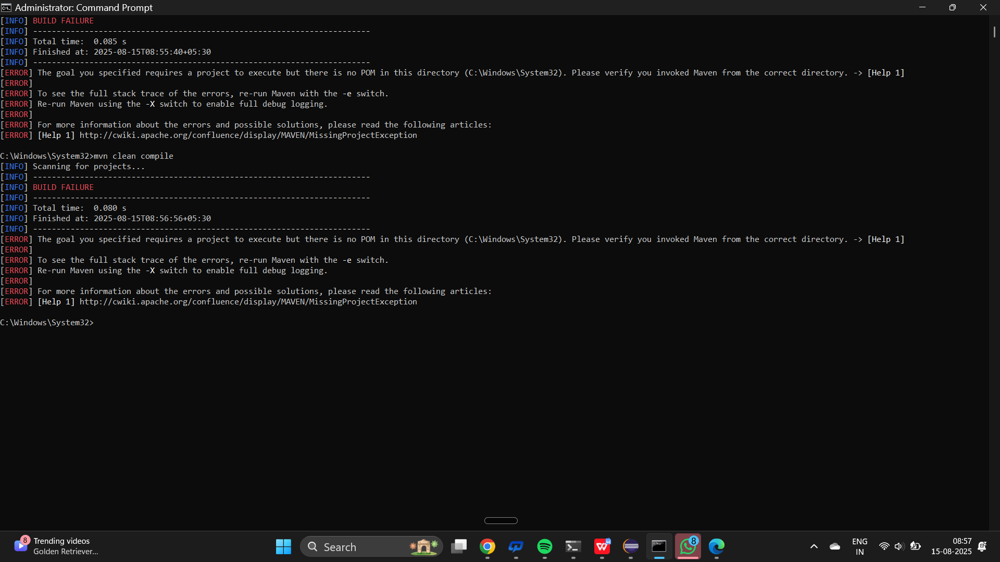 Administrator: Command Prompt
[INFO] BUILD FAILURE
[INFO] ------------------------------------------------------------------------
[INFO] Total time:  0.085 s
[INFO] Finished at: 2025-08-15T08:55:40+05:30
[INFO] ------------------------------------------------------------------------
[ERROR] The goal you specified requires a project to execute but there is no POM in this directory (C:\Windows\System32). Please verify you invoked Maven from the correct directory. -> [Help 1]
[ERROR]
[ERROR] To see the full stack trace of the errors, re-run Maven with the -e switch.
[ERROR] Re-run Maven using the -X switch to enable full debug logging.
[ERROR]
[ERROR] For more information about the errors and possible solutions, please read the following articles:
[ERROR] [Help 1] http://cwiki.apache.org/confluence/display/MAVEN/MissingProjectException
C:\Windows\System32>mvn clean compile
[INFO] Scanning for projects...
[INFO] ------------------------------------------------------------------------
[INFO] BUILD FAILURE
[INFO] ------------------------------------------------------------------------
[INFO] Total time:  0.080 s
[INFO] Finished at: 2025-08-15T08:56:56+05:30
[INFO] ------------------------------------------------------------------------
[ERROR] The goal you specified requires a project to execute but there is no POM in this directory (C:\Windows\System32). Please verify you invoked Maven from the correct directory. -> [Help 1]
[ERROR]
[ERROR] To see the full stack trace of the errors, re-run Maven with the -e switch.
[ERROR] Re-run Maven using the -X switch to enable full debug logging.
[ERROR]
[ERROR] For more information about the errors and possible solutions, please read the following articles:
[ERROR] [Help 1] http://cwiki.apache.org/confluence/display/MAVEN/MissingProjectException
C:\Windows\System32>
8
Trending videos
Golden Retriever...
Search
8
ENG
IN
08:57
15-08-2025